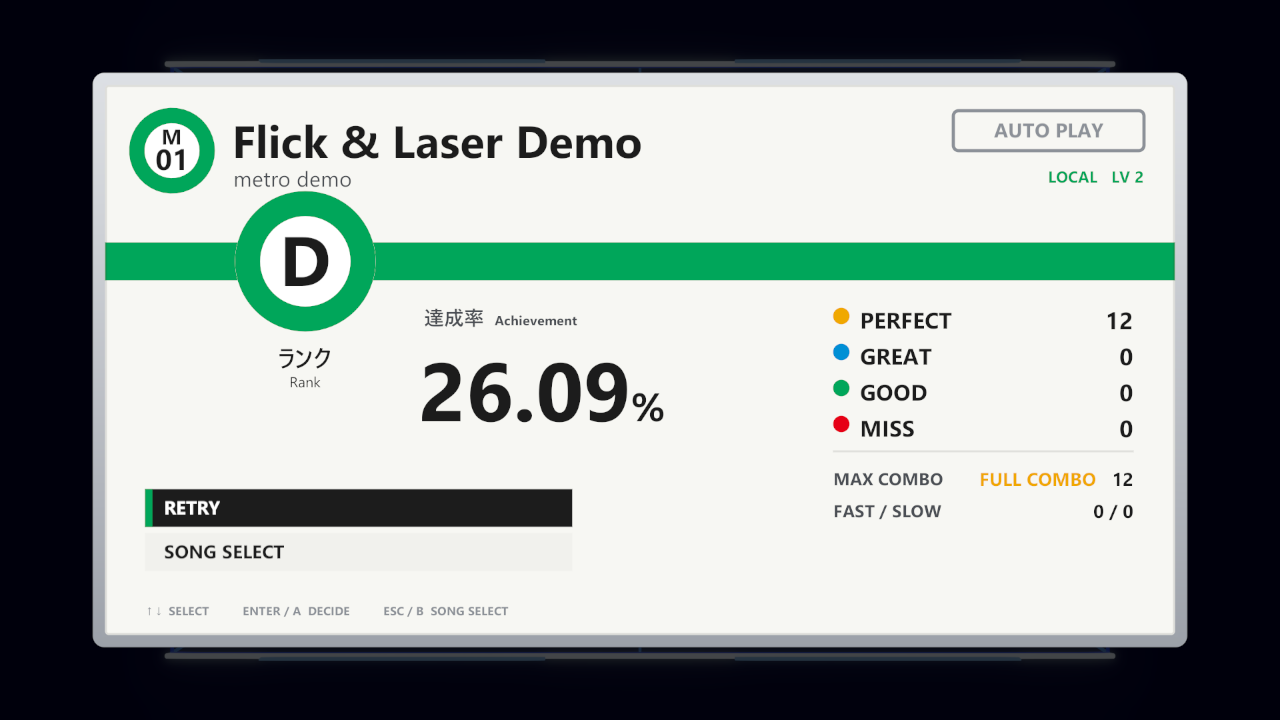 M
01
Flick & Laser Demo
metro demo
AUTO PLAY
LOCAL LV 2
D
ランク
Rank
達成率 Achievement
26.09%
PERFECT 12
GREAT 0
GOOD 0
MISS 0
MAX COMBO FULL COMBO 12
FAST / SLOW 0 / 0
RETRY
SONG SELECT
↑↓ SELECT ENTER / A DECIDE ESC / B SONG SELECT